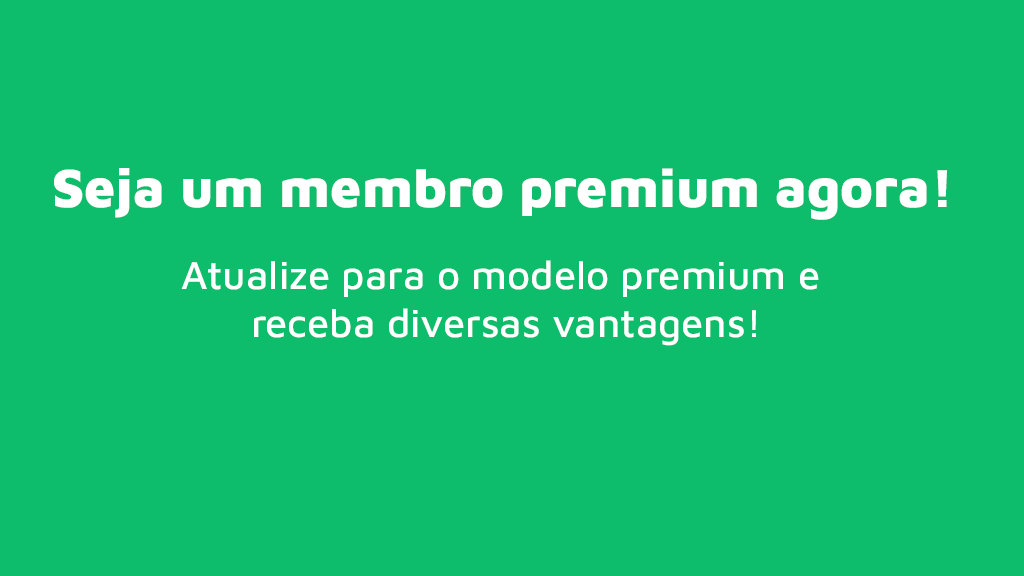 Seja um membro premium agora!
Atualize para o modelo premium e
receba diversas vantagens!